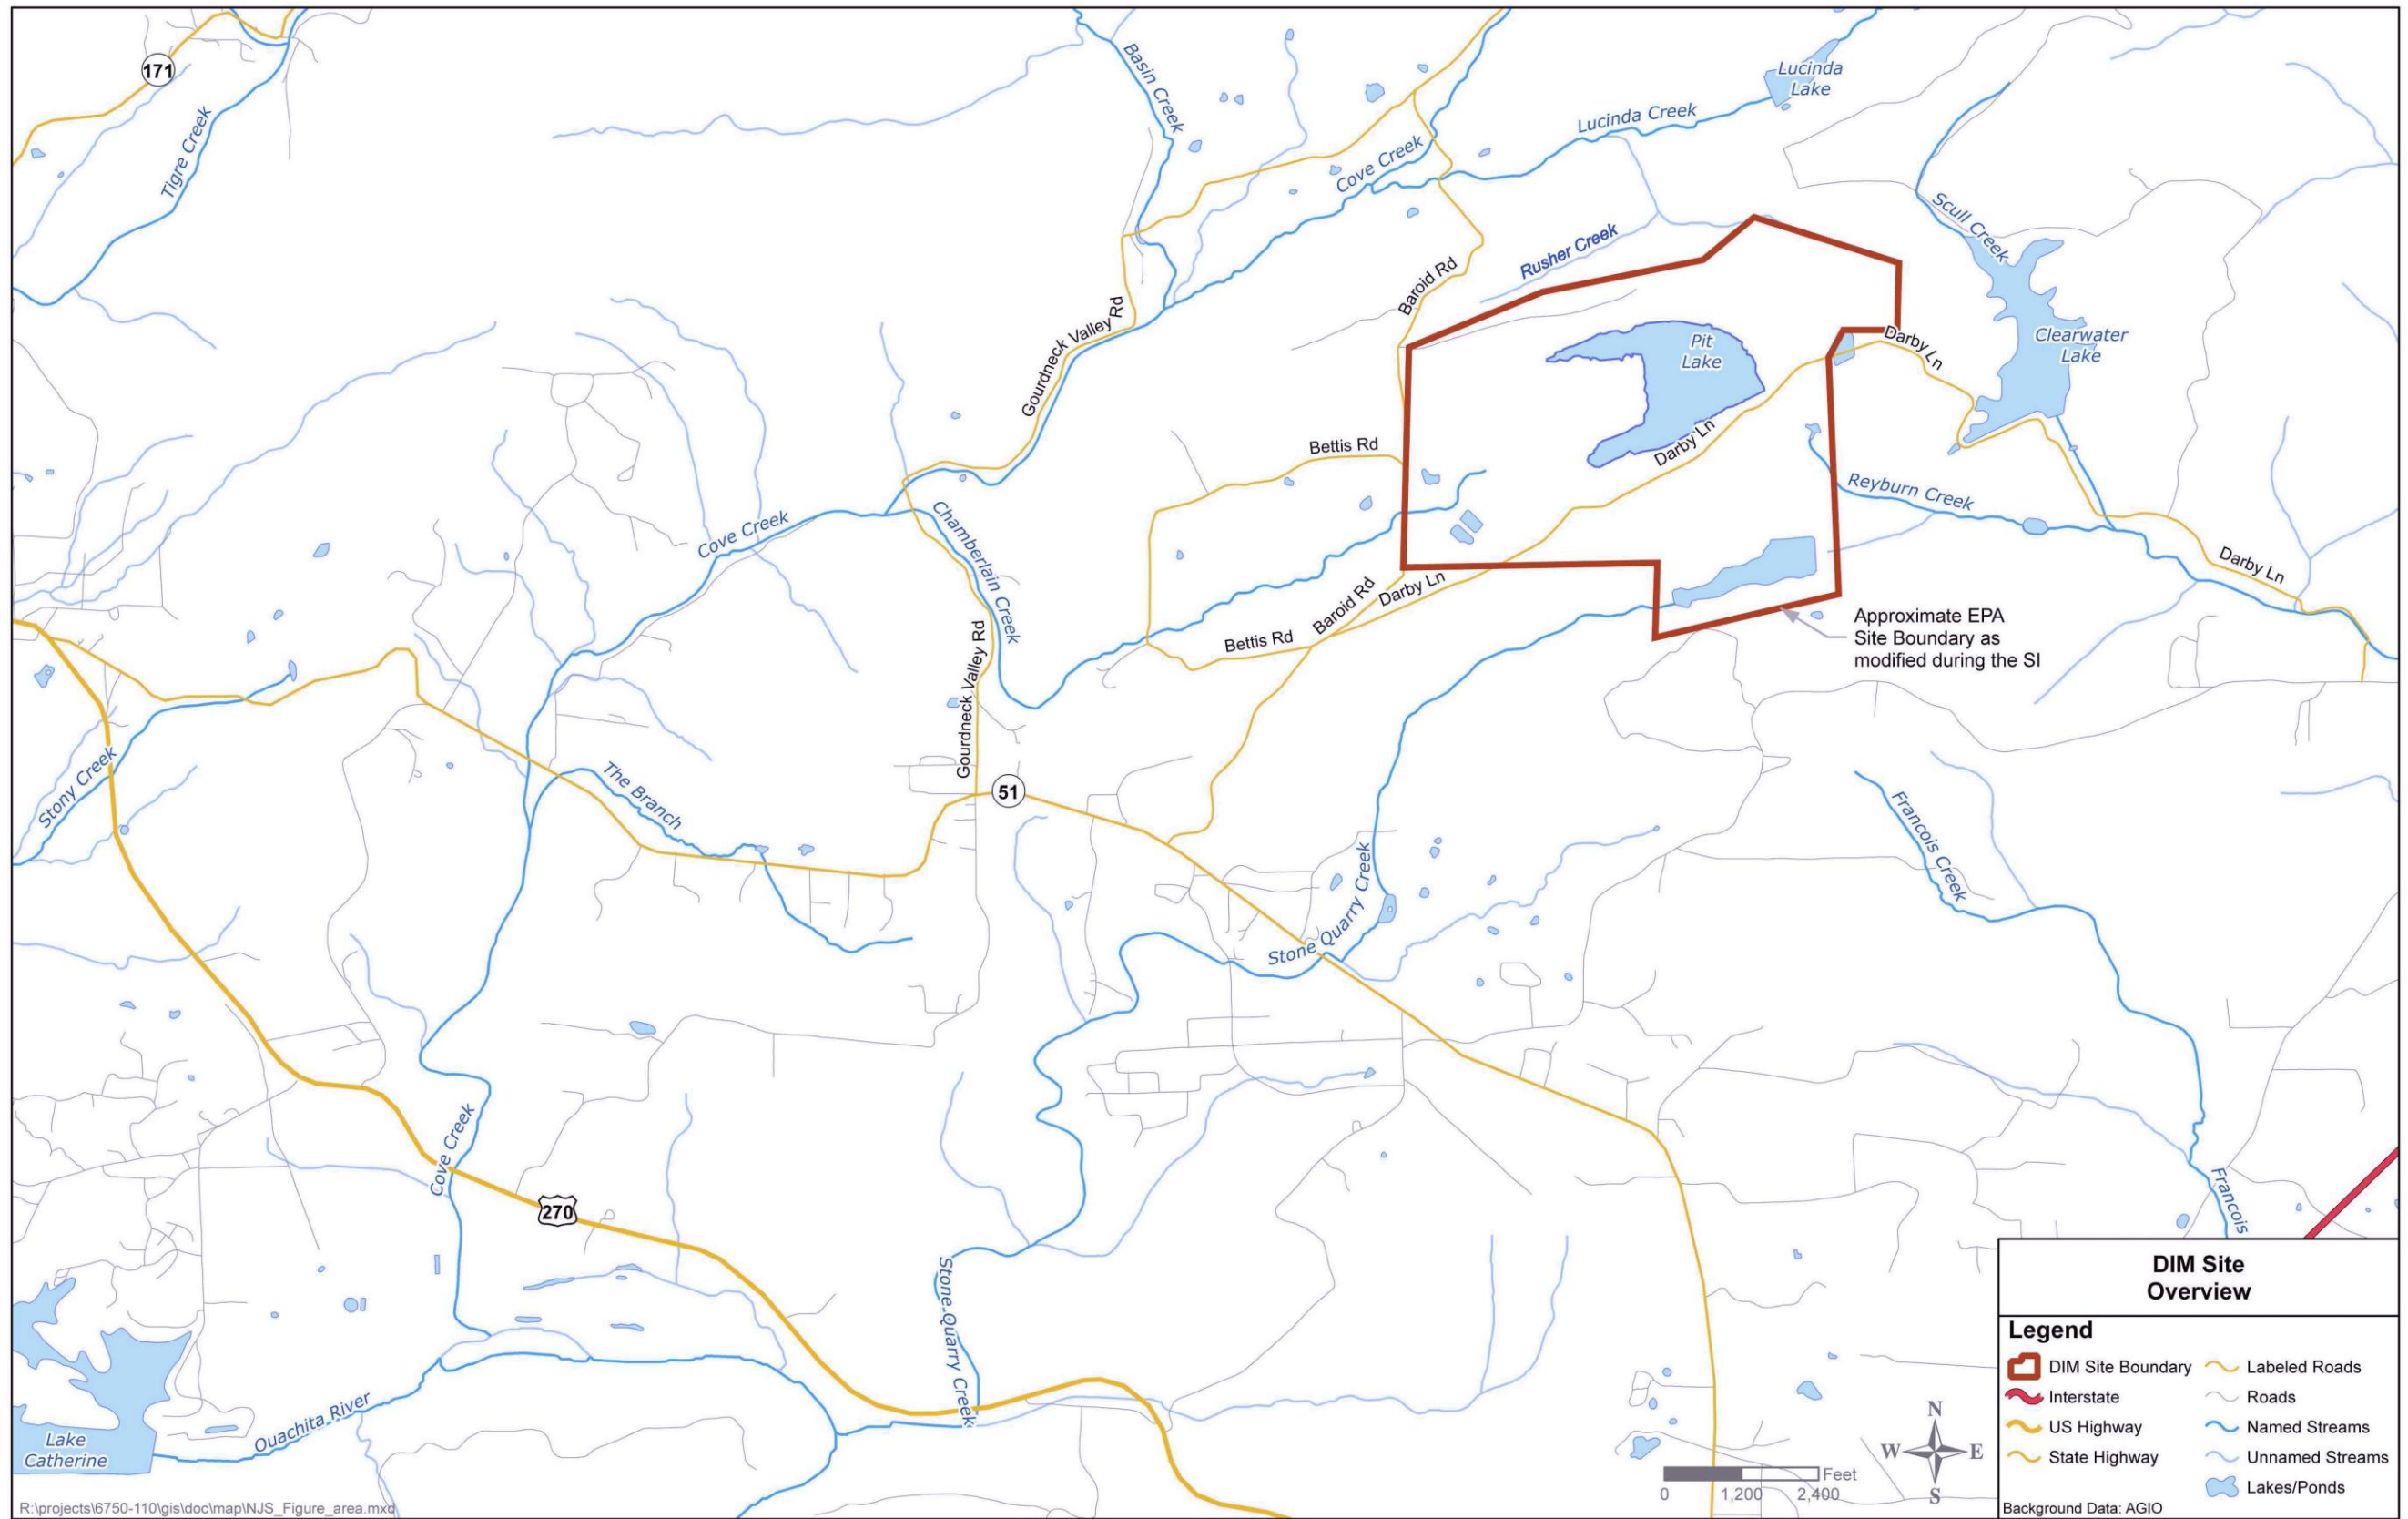 171
Tigre Creek
Basin Creek
Lucinda
Lake
Lucinda Creek
Cove Creek
Scull Creek
Rusher Creek
Baroid Rd
Gourdneck Valley Rd
Pit
Lake
Darby Ln
Clearwater
Lake
Bettis Rd
Darby Ln
Reyburn Creek
Cove Creek
Chamberlain Creek
Darby Ln
Baroid Rd
Darby Ln
Bettis Rd
Approximate EPA
Site Boundary as
modified during the SI
Gourdneck Valley Rd
Stony Creek
The Branch
51
Francois Creek
Stone Quarry Creek
Cove Creek
270
Francois
Stone Quarry Creek
Ouachita River
Lake
Catherine
R:\projects\6750-110\gis\doc\map\NJS_Figure_area.mxd
Feet
0 1,200 2,400
N
W E
S
DIM Site
Overview
Legend
DIM Site Boundary
Interstate
US Highway
State Highway
Labeled Roads
Roads
Named Streams
Unnamed Streams
Lakes/Ponds
Background Data: AGIO